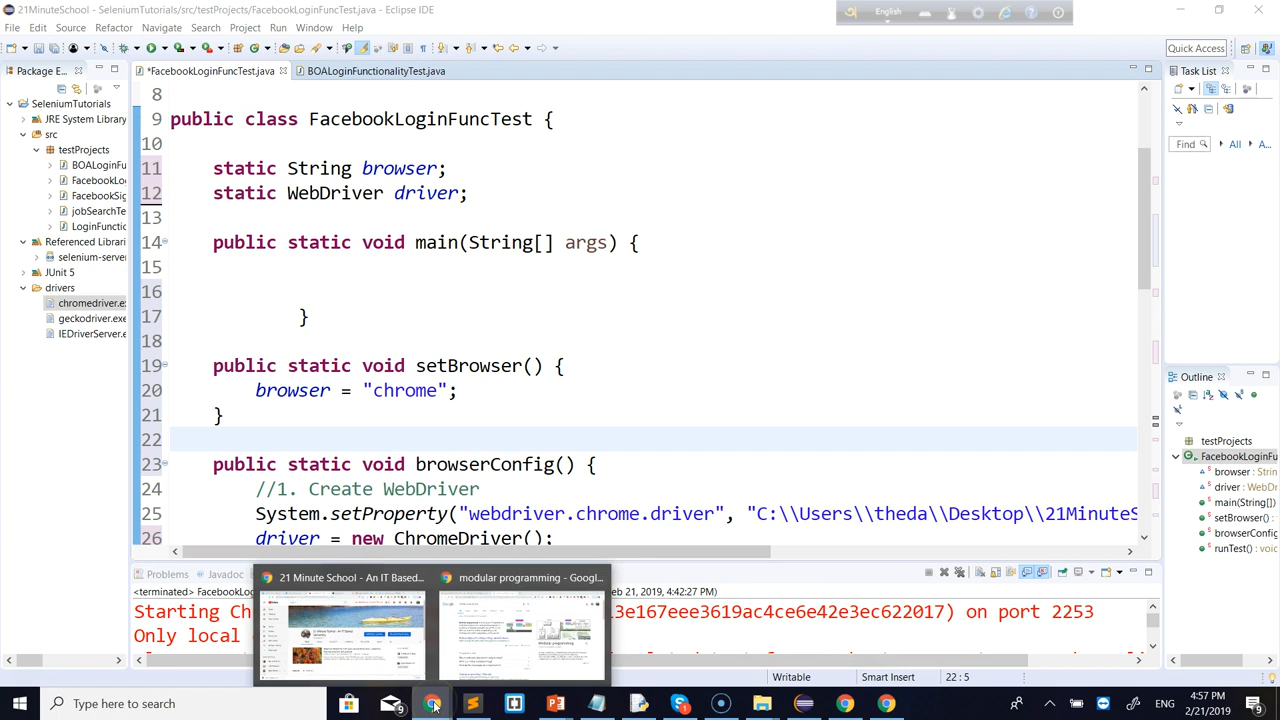 21MinuteSchool - SeleniumTutorials/src/testProjects/FacebookLoginFuncTest.java - Eclipse IDE
English
File Edit Source Refactor Navigate Search Project Run Window Help
Quick Access
Package E...
*FacebookLoginFuncTest.java
BOALoginFunctionalityTest.java
Task List
SeleniumTutorials
JRE System Library
src
testProjects
BOALoginFu
FacebookLo
FacebookSig
jobSearchTe
LoginFunctio
Referenced Librari
selenium-server
JUnit 5
drivers
chromedriver.e
geckodriver.exe
IEDriverServer.e
8
9 public class FacebookLoginFuncTest {
10
11 static String browser;
12 static WebDriver driver;
13
14 public static void main(String[] args) {
15
16
17 }
18
19 public static void setBrowser() {
20 browser = "chrome";
21 }
22
23 public static void browserConfig() {
24 //1. Create WebDriver
25 System.setProperty("webdriver.chrome.driver", "C:\\Users\\theda\\Desktop\\21MinuteS
26 driver = new ChromeDriver();
Find All A...
Outline
testProjects
FacebookLoginFu
browser : Strin
driver : WebDr
main(String[])
setBrowser() :
browserConfig
runTest() : voic
Problems Javadoc
<terminated> FacebookLo
eb 21, 2019, 4:42:2
Starting Ch
3e167eee3619ac4ce6e42e3ec622017) on port 2253
Only local
21 Minute School - An IT Based...
modular programming - Googl...
Writable Smart Insert 22 : 5
Type here to search
9
ENG
4:57 PM
2/21/2019
9